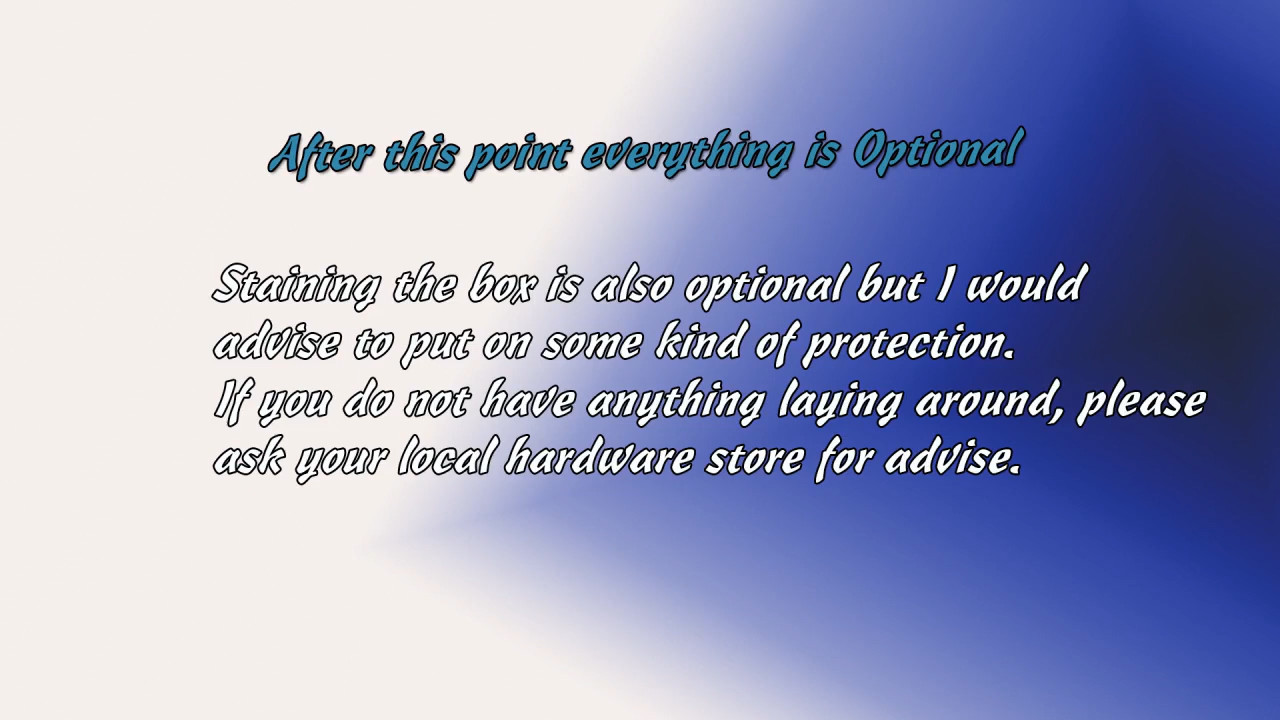 After this point everything is Optional
Staining the box is also optional but I would
advise to put on some kind of protection.
If you do not have anything laying around, please
ask your local hardware store for advise.